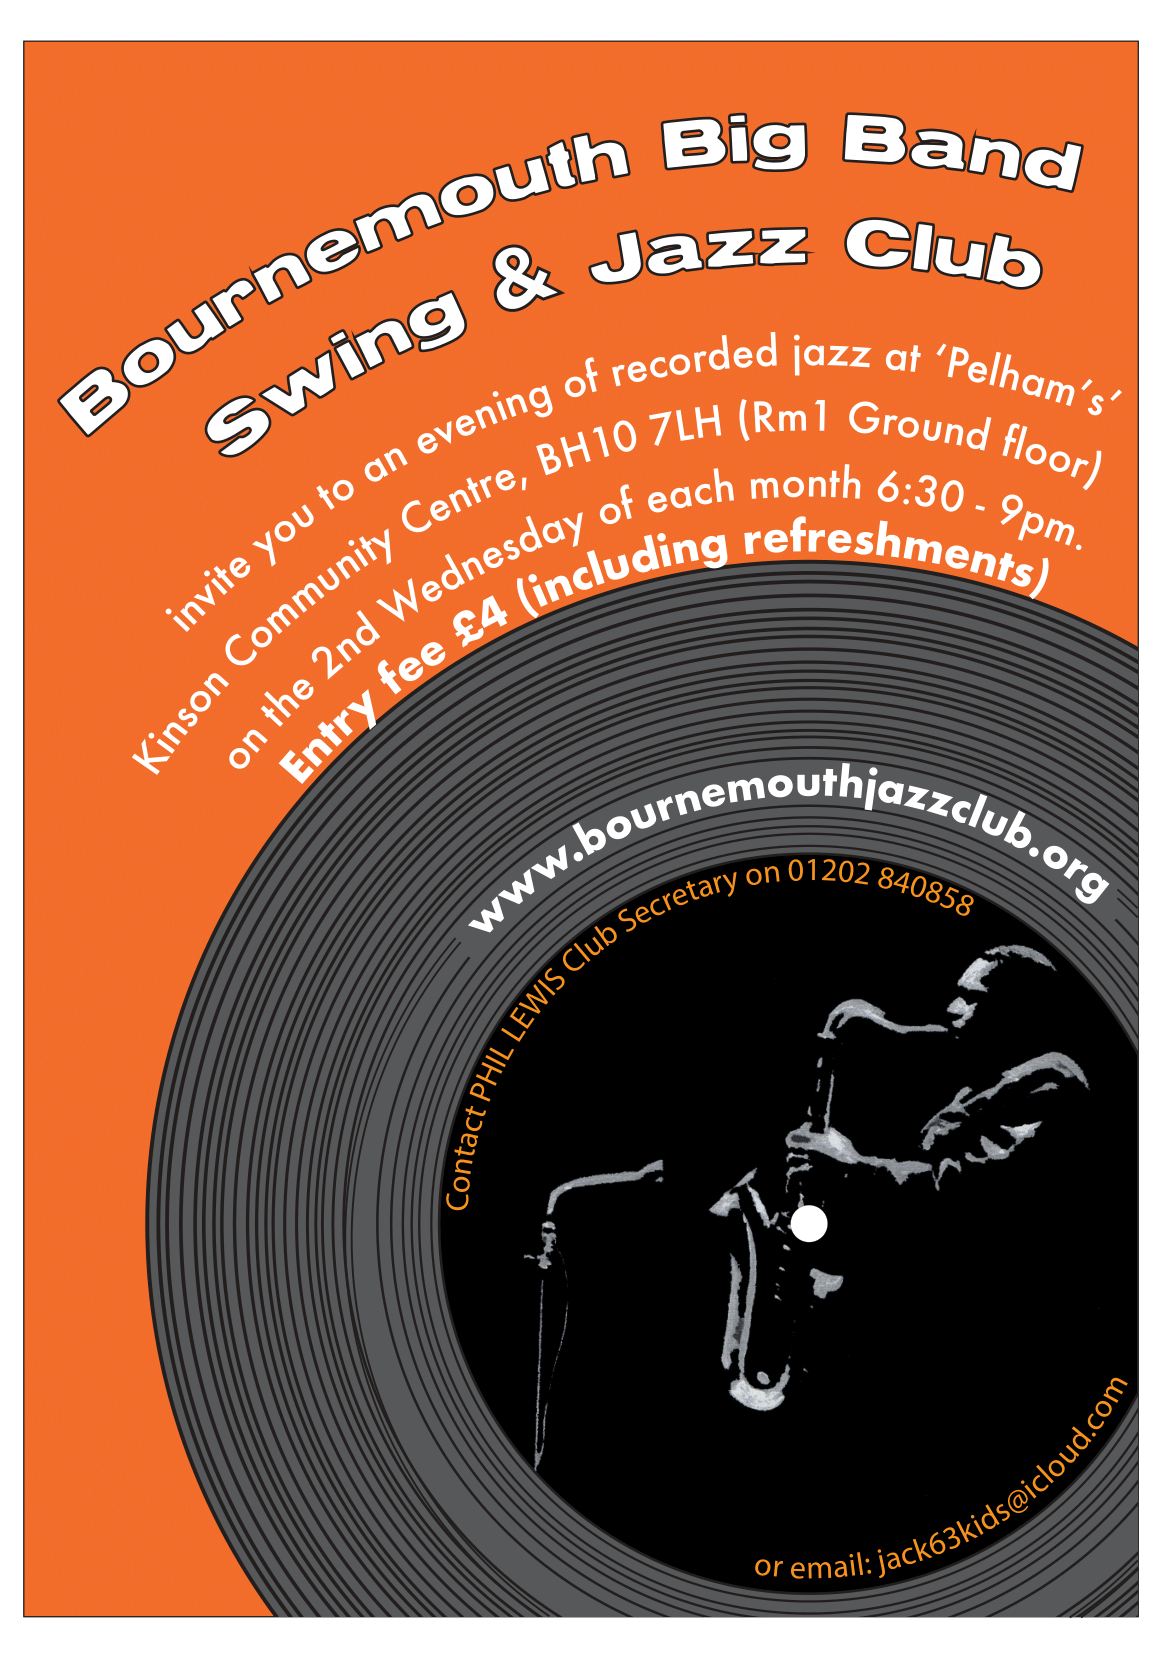 Bournemouth Big Band
Swing & Jazz Club
invite you to an evening of recorded jazz at ‘Pelham’s’
Kinson Community Centre, BH10 7LH (Rm1 Ground floor)
on the 2nd Wednesday of each month 6:30 - 9pm.
Entry fee £4 (including refreshments)
www.bournemouthjazzclub.org
Contact PHIL LEWIS Club Secretary on 01202 840858
or email: jack63kids@icloud.com